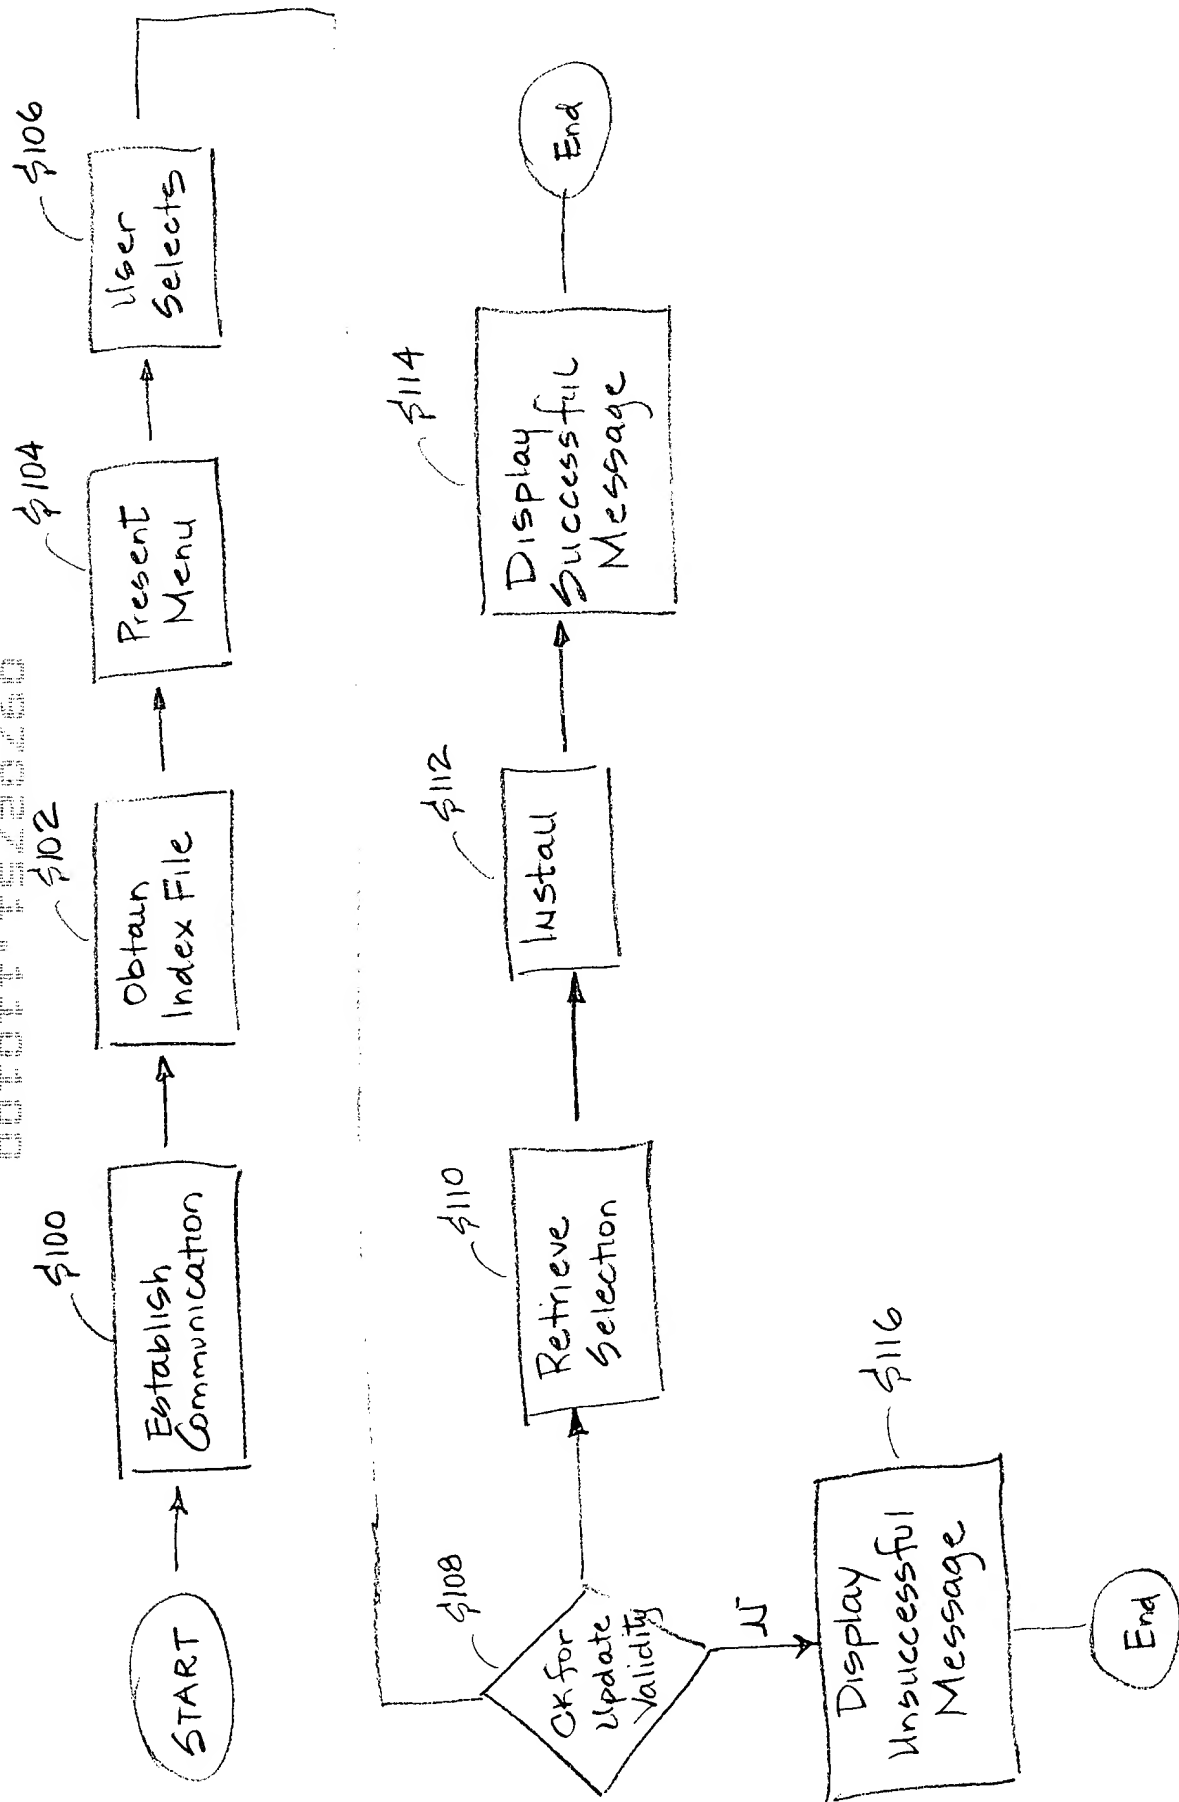 START
S100
Establish
Communication
S102
Obtain
Index File
S104
Present
Menu
S106
User
Selects
S108
CK for
Update
Validity
N
S110
Retrieve
Selection
S112
Install
S114
Display
Successful
Message
End
S116
Display
Unsuccessful
Message
End